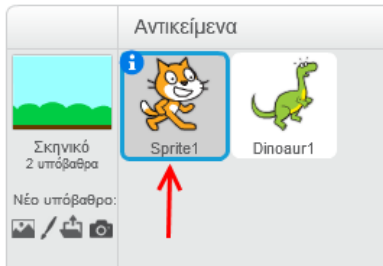 Αντικείμενα
Sprite1
Dinoaur1
Σκηνικό
2 υπόβαθρα
Νέο υπόβαθρο: